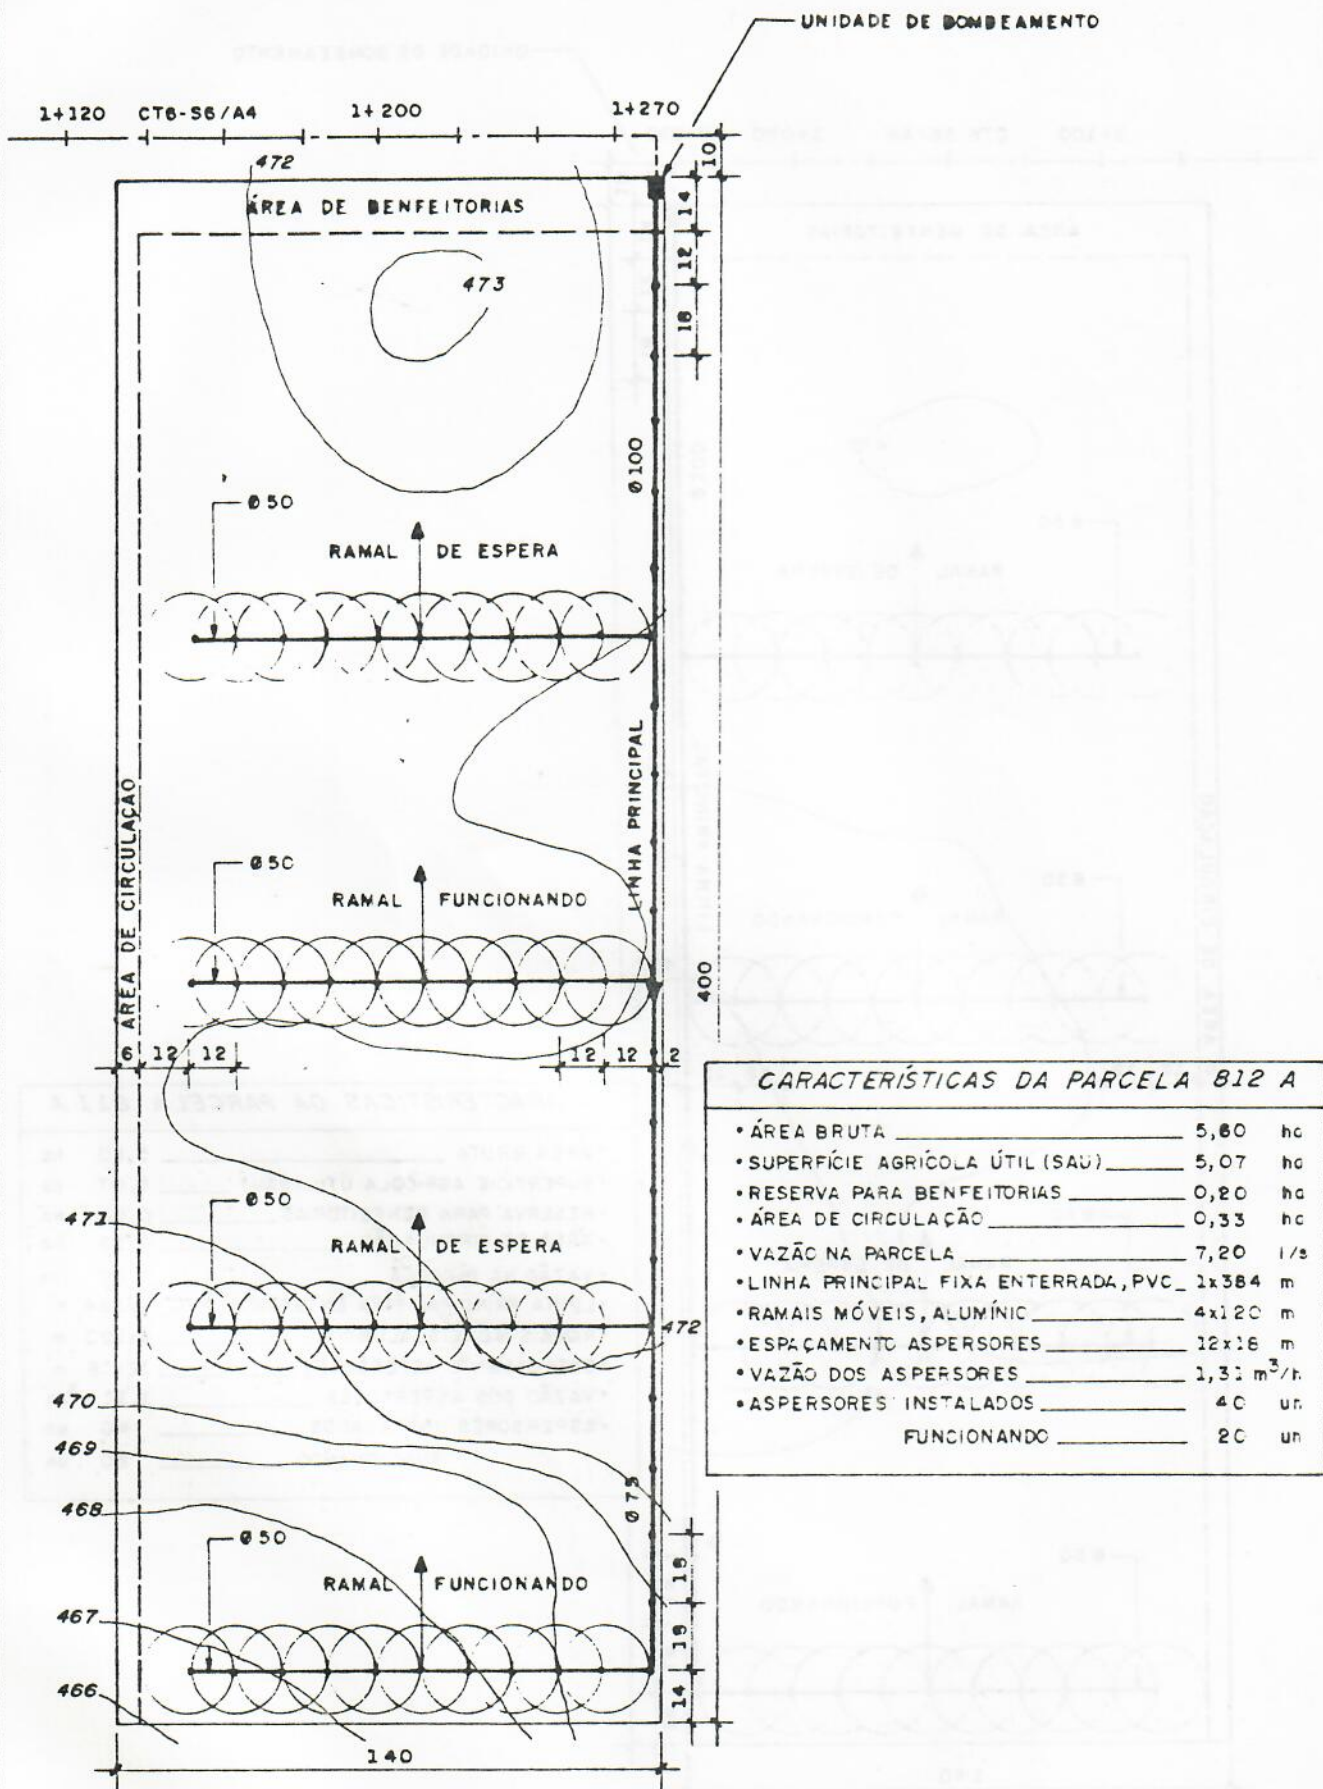 UNIDADE DE BOMBEAMENTO
1+120 CT6-S6/A4 1+200 1+270
10
472
ÁREA DE BENFEITORIAS
14
12
473
18
Ø100
Ø50
RAMAL DE ESPERA
LINHA PRINCIPAL
ÁREA DE CIRCULAÇÃO
Ø50
RAMAL FUNCIONANDO
400
6 12 12 12 12 2
CARACTERÍSTICAS DA PARCELA B12 A
• ÁREA BRUTA 5,60 ha
• SUPERFÍCIE AGRÍCOLA ÚTIL (SAU) 5,07 ha
• RESERVA PARA BENFEITORIAS 0,20 ha
• ÁREA DE CIRCULAÇÃO 0,33 ha
• VAZÃO NA PARCELA 7,20 l/s
• LINHA PRINCIPAL FIXA ENTERRADA, PVC 1x384 m
• RAMAIS MÓVEIS, ALUMÍNIO 4x120 m
• ESPAÇAMENTO ASPERSORES 12x18 m
• VAZÃO DOS ASPERSORES 1,31 m³/h
• ASPERSORES INSTALADOS 40 un
FUNCIONANDO 20 un
Ø50
471
RAMAL DE ESPERA
472
470
469
468
Ø75
Ø50
18
RAMAL FUNCIONANDO
467
18
466
14
140